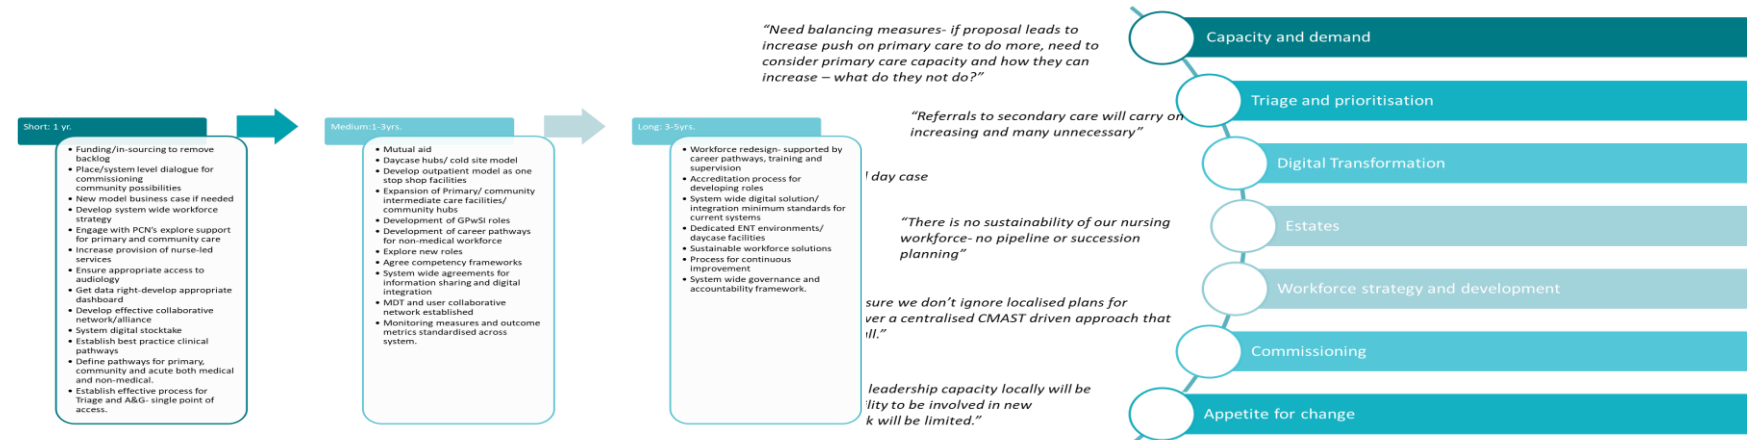 Short: 1 yr.
• Funding/in-sourcing to remove
backlog
• Place/system level dialogue for
commissioning
community possibilities
• New model business case if needed
• Develop system wide workforce
strategy
• Engage with PCN's explore support
for primary and community care
• Increase provision of nurse-led
services
• Ensure appropriate access to
audiology
• Get data right-develop appropriate
dashboard
• Develop effective collaborative
network/alliance
• System digital stocktake
• Establish best practice clinical
pathways
• Define pathways for primary,
community and acute both medical
and non-medical.
• Establish effective process for
Triage and A&G- single point of
access.
Medium:1-3yrs.
• Mutual aid
• Daycase hubs/ cold site model
• Develop outpatient model as one
stop shop facilities
• Expansion of Primary/ community
intermediate care facilities/
community hubs
• Development of GPwSI roles
• Development of career pathways
for non-medical workforce
• Explore new roles
• Agree competency frameworks
• System wide agreements for
information sharing and digital
integration
• MDT and user collaborative
network established
• Monitoring measures and outcome
metrics standardised across
system.
Long: 3-5yrs.
• Workforce redesign- supported by
career pathways, training and
supervision
• Accreditation process for
developing roles
• System wide digital solution/
integration minimum standards for
current systems
• Dedicated ENT environments/
daycase facilities
• Sustainable workforce solutions
• Process for continuous
improvement
• System wide governance and
accountability framework.
“Need balancing measures- if proposal leads to
increase push on primary care to do more, need to
consider primary care capacity and how they can
increase – what do they not do?”
“Referrals to secondary care will carry on
increasing and many unnecessary”
day case
“There is no sustainability of our nursing
workforce- no pipeline or succession
planning”
sure we don’t ignore localised plans for
a centralised CMAST driven approach that
leadership capacity locally will be
to be involved in new
will be limited.”
Capacity and demand
Triage and prioritisation
Digital Transformation
Estates
Workforce strategy and development
Commissioning
Appetite for change